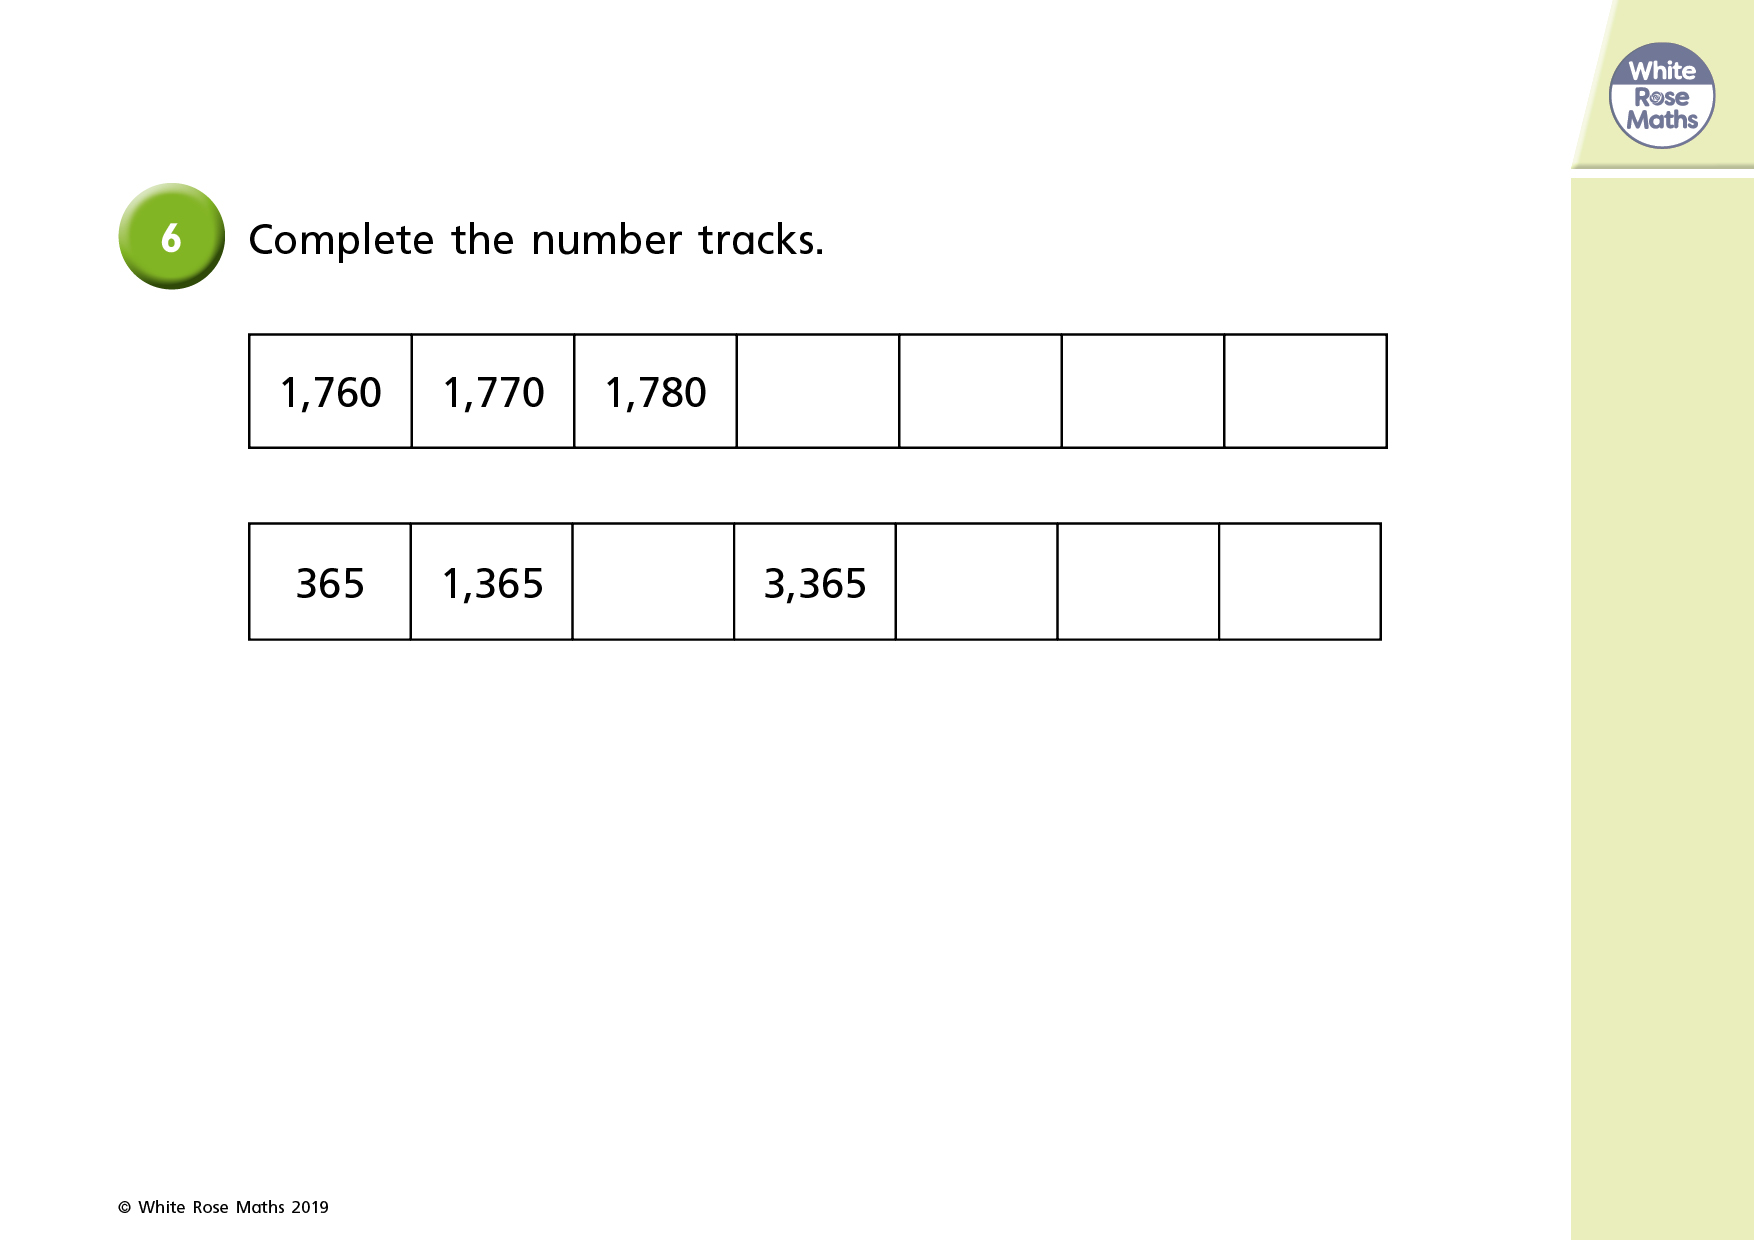 White
Rose
Maths
6 Complete the number tracks.
1,760 1,770 1,780
365 1,365 3,365
© White Rose Maths 2019